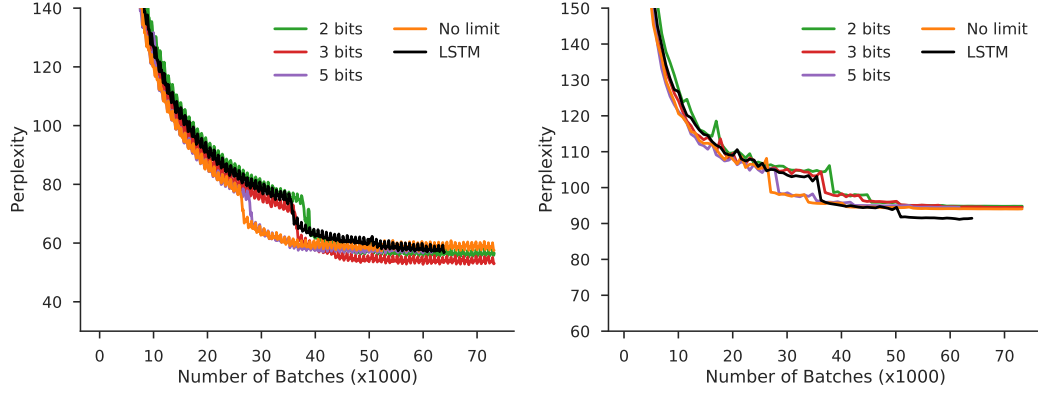 140
120
100
80
60
40
Perplexity
0 10 20 30 40 50 60 70
Number of Batches (x1000)
2 bits
3 bits
5 bits
No limit
LSTM
150
140
130
120
110
100
90
80
70
60
Perplexity
0 10 20 30 40 50 60 70
Number of Batches (x1000)
2 bits
3 bits
5 bits
No limit
LSTM